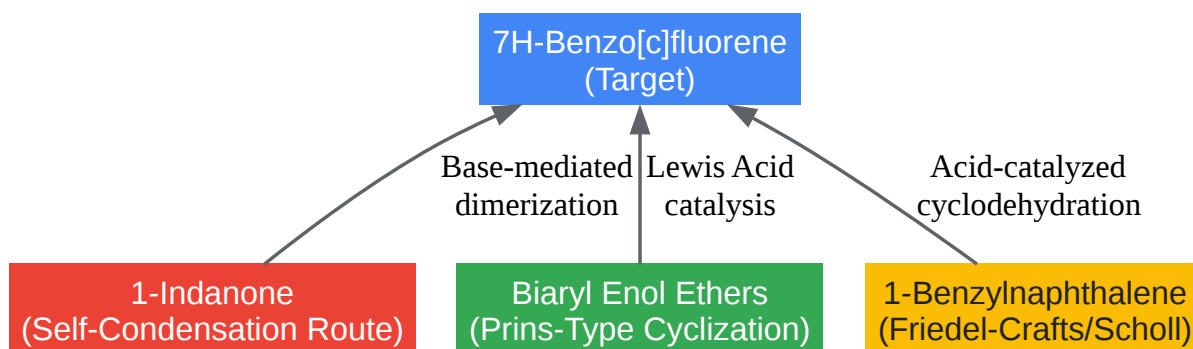 7H-Benzo[c]fluorene
(Target)
Base-mediated
dimerization
Lewis Acid
catalysis
Acid-catalyzed
cyclodehydration
1-Indanone
(Self-Condensation Route)
Biaryl Enol Ethers
(Prins-Type Cyclization)
1-Benzylnaphthalene
(Friedel-Crafts/Scholl)